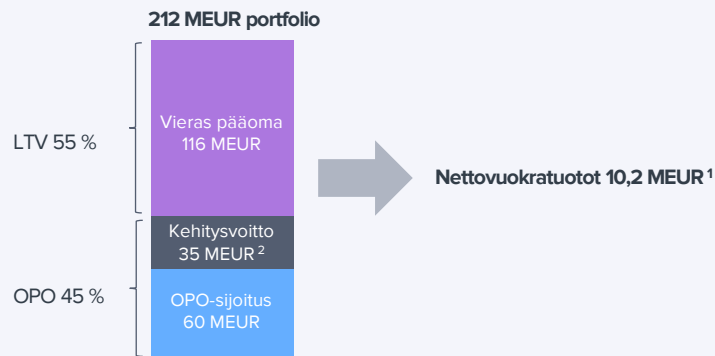 212 MEUR portfolio
LTV 55 %
Vieras pääoma
116 MEUR
Nettovuokratuotot 10,2 MEUR ¹
Kehitysvoitto
35 MEUR ²
OPO 45 %
OPO-sijoitus
60 MEUR